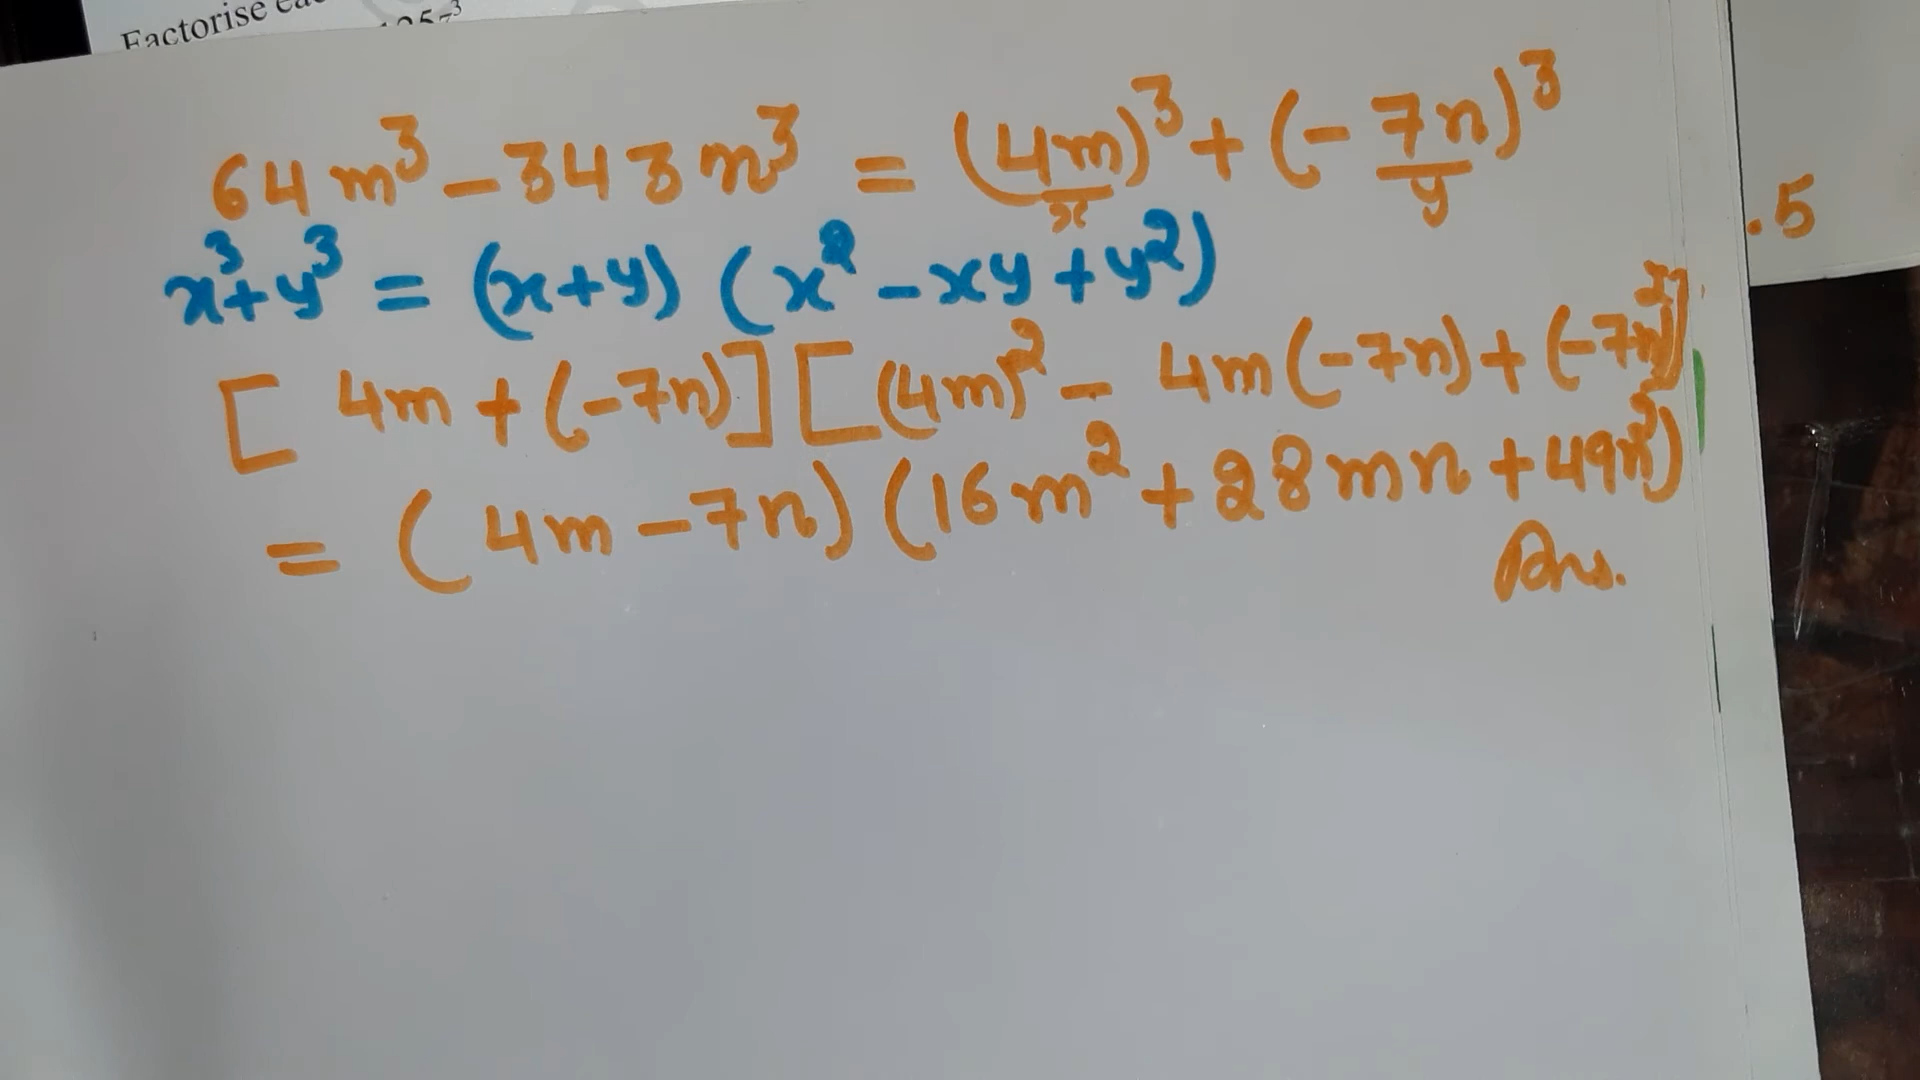 Factorise
64m³ - 343n³ = (4m)³ + (-7n)³
x y
.5
x³+y³ = (x+y) (x² - xy + y²)
[4m + (-7n)] [(4m)² - 4m(-7n) + (-7n)²]
= (4m - 7n) (16m² + 28mn + 49n²)
Ans.